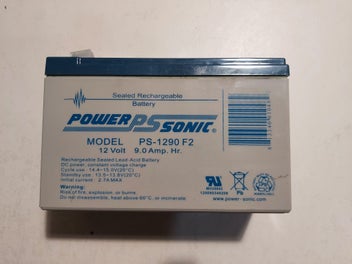 Sealed Rechargeable
Battery
POWER PS SONIC®
MODEL PS-1290 F2
12 Volt 9.0 Amp. Hr.
Rechargeable Sealed Lead-Acid Battery
DC power, constant voltage charge
Cycle use: 14.4~15.0V(20°C)
Standby use: 13.5~13.8V(20°C)
Initial current: 2.7A MAX
Warning:
Risk of fire, explosion, or burns.
Do not disassemble, heat above 60°C, or incinerate.
Pb
www.power-sonic.com